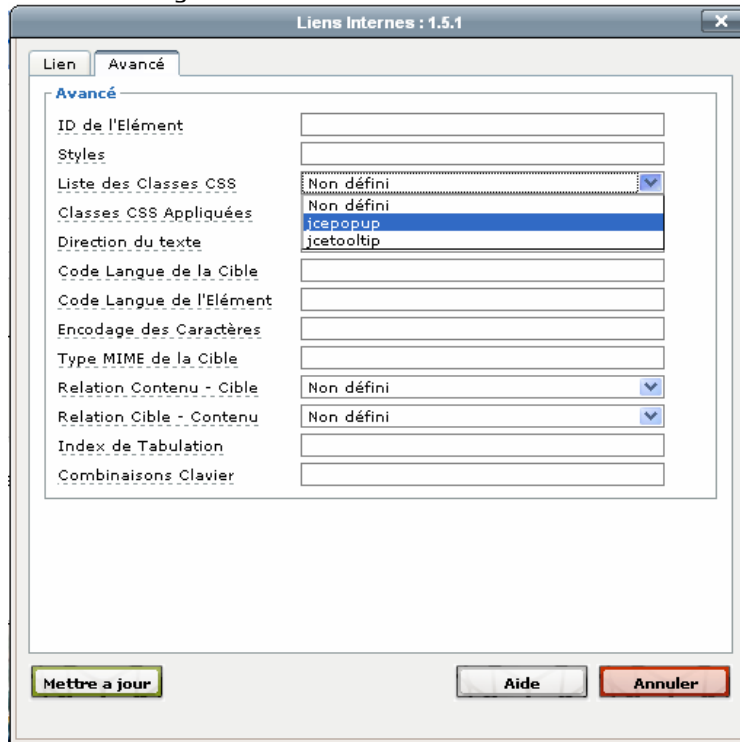 Liens Internes : 1.5.1
Lien Avancé
Avancé
ID de l'Elément
Styles
Liste des Classes CSS Non défini
Non défini
Classes CSS Appliquées
jcepopup
Direction du texte jcetooltip
Code Langue de la Cible
Code Langue de l'Elément
Encodage des Caractères
Type MIME de la Cible
Relation Contenu - Cible Non défini
Relation Cible - Contenu Non défini
Index de Tabulation
Combinaisons Clavier
Mettre a jour Aide Annuler